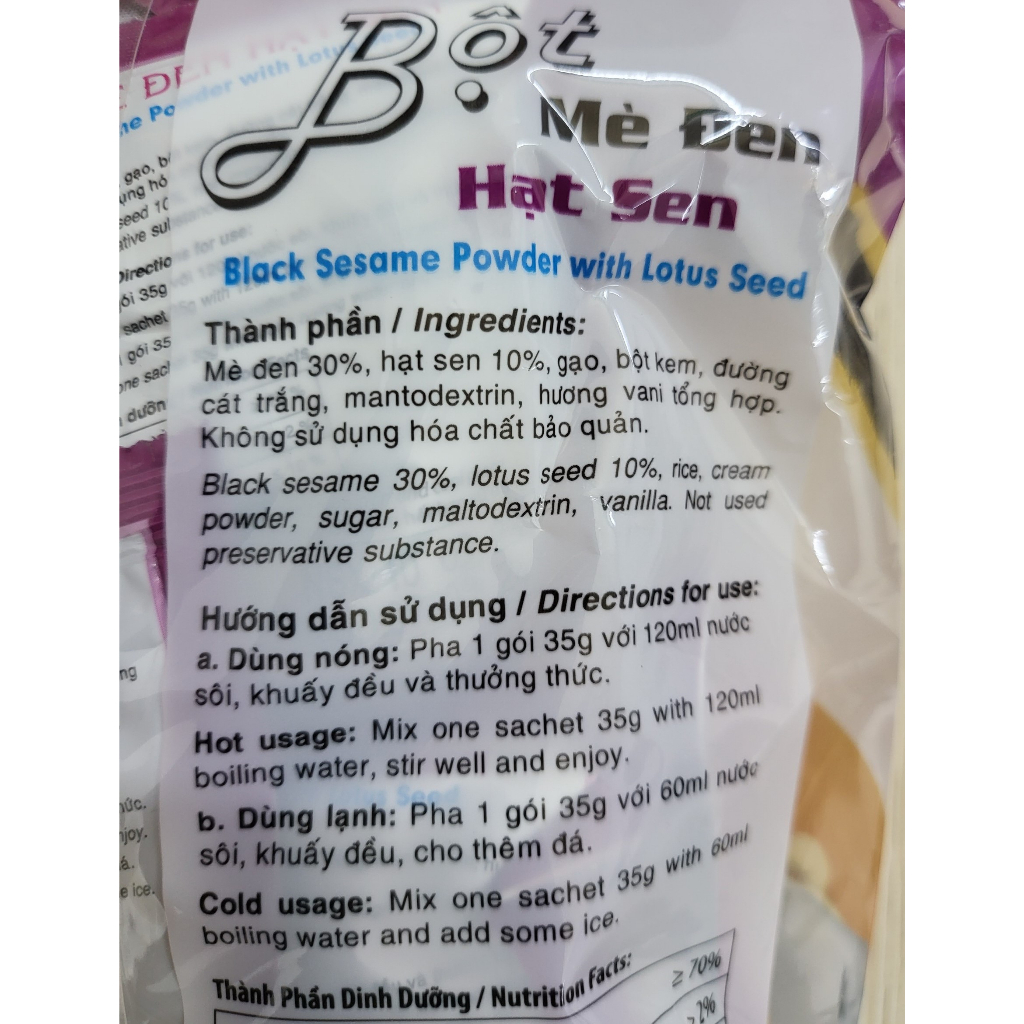 Bột
Mè Đen
Hạt Sen
Black Sesame Powder with Lotus Seed
Thành phần / Ingredients:
Mè đen 30%, hạt sen 10%, gạo, bột kem, đường
cát trắng, mantodextrin, hương vani tổng hợp.
Không sử dụng hóa chất bảo quản.
Black sesame 30%, lotus seed 10%, rice, cream
powder, sugar, maltodextrin, vanilla. Not used
preservative substance.
Hướng dẫn sử dụng / Directions for use:
a. Dùng nóng: Pha 1 gói 35g với 120ml nước
sôi, khuấy đều và thưởng thức.
Hot usage: Mix one sachet 35g with 120ml
boiling water, stir well and enjoy.
b. Dùng lạnh: Pha 1 gói 35g với 60ml nước
sôi, khuấy đều, cho thêm đá.
Cold usage: Mix one sachet 35g with 60ml
boiling water and add some ice.
Thành Phần Dinh Dưỡng / Nutrition Facts:
≥ 70%
2%